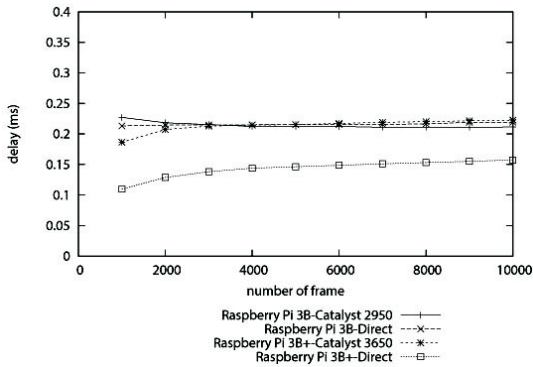 0.4
0.35
0.3
0.25
0.2
0.15
0.1
0.05
0
delay (ms)
0 2000 4000 6000 8000 10000
number of frame
Raspberry Pi 3B-Catalyst 2950
Raspberry Pi 3B-Direct
Raspberry Pi 3B+-Catalyst 3650
Raspberry Pi 3B+-Direct